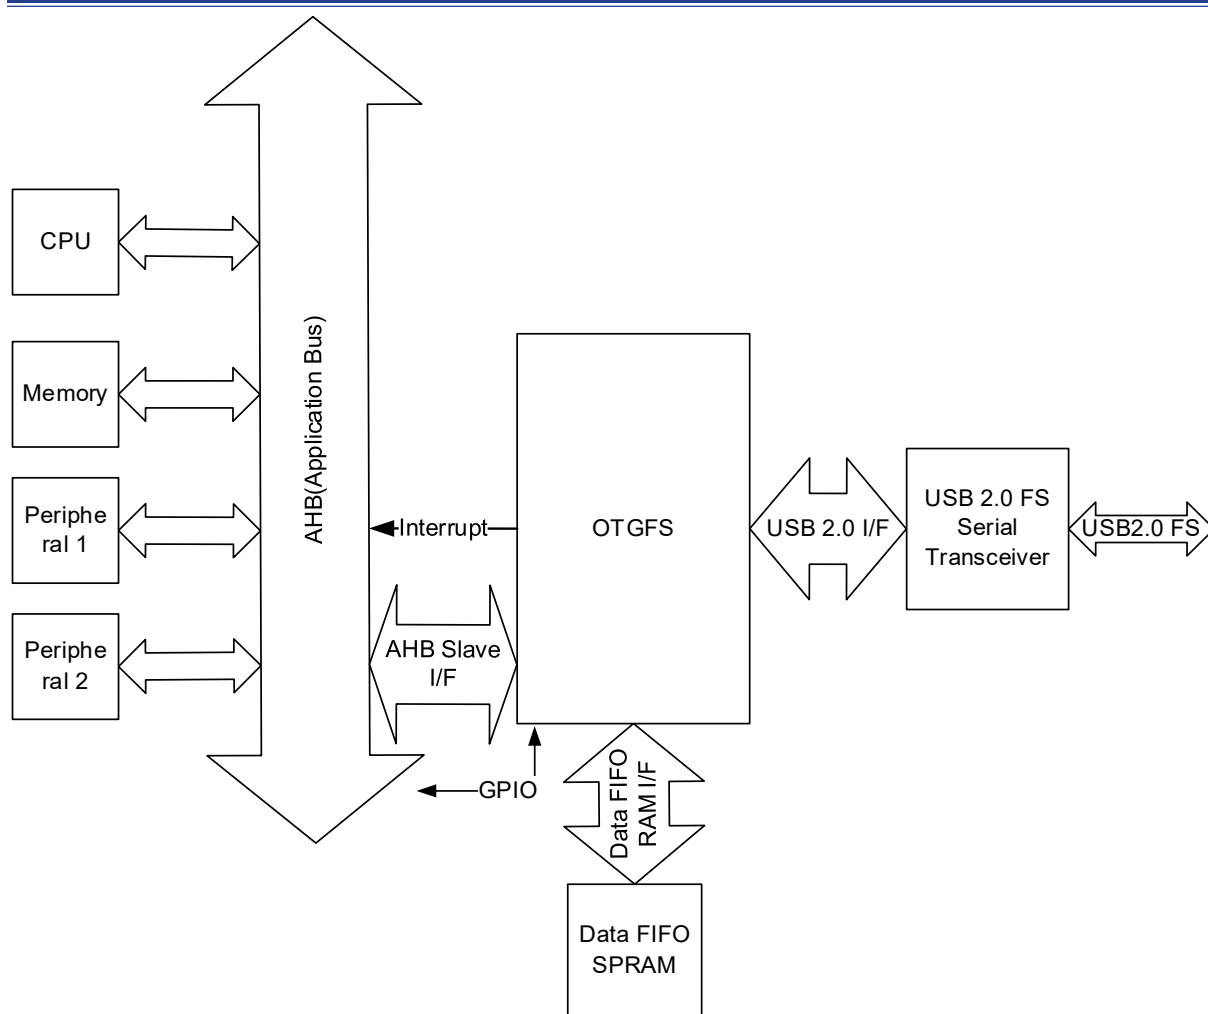 CPU
Memory
Periphe
ral 1
Periphe
ral 2
AHB(Application Bus)
Interrupt
AHB Slave
I/F
GPIO
OTGFS
USB 2.0 I/F
USB 2.0 FS
Serial
Transceiver
USB2.0 FS
Data FIFO
RAM I/F
Data FIFO
SPRAM